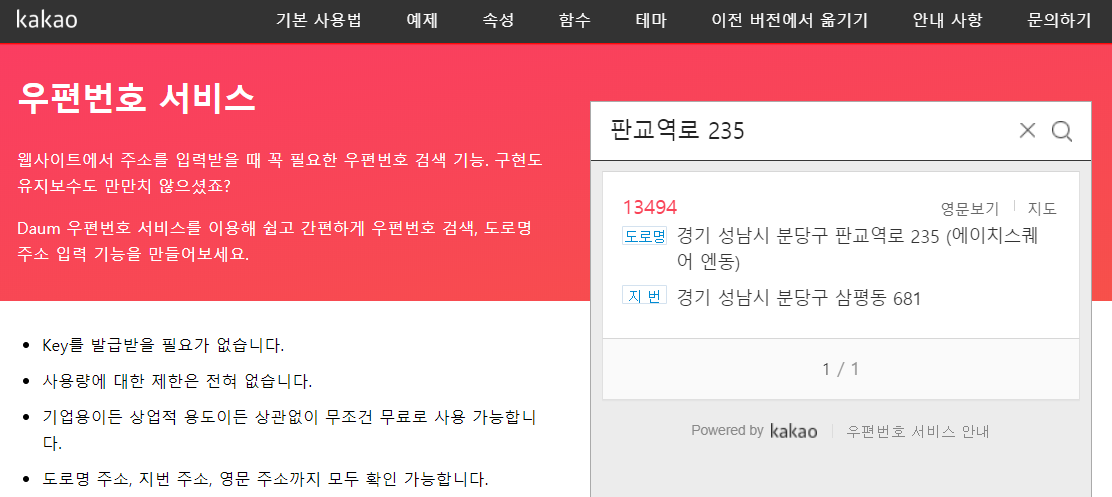 kakao 기본 사용법 예제 속성 함수 테마 이전 버전에서 옮기기 안내 사항 문의하기
우편번호 서비스
웹사이트에서 주소를 입력받을 때 꼭 필요한 우편번호 검색 기능. 구현도
유지보수도 만만치 않으셨죠?
Daum 우편번호 서비스를 이용해 쉽고 간편하게 우편번호 검색, 도로명
주소 입력 기능을 만들어보세요.
Key를 발급받을 필요가 없습니다.
사용량에 대한 제한은 전혀 없습니다.
기업용이든 상업적 용도이든 상관없이 무조건 무료로 사용 가능합니
다.
도로명 주소, 지번 주소, 영문 주소까지 모두 확인 가능합니다.
판교역로 235
13494 영문보기 지도
도로명 경기 성남시 분당구 판교역로 235 (에이치스퀘
어 엔동)
지 번 경기 성남시 분당구 삼평동 681
1 / 1
Powered by kakao 우편번호 서비스 안내